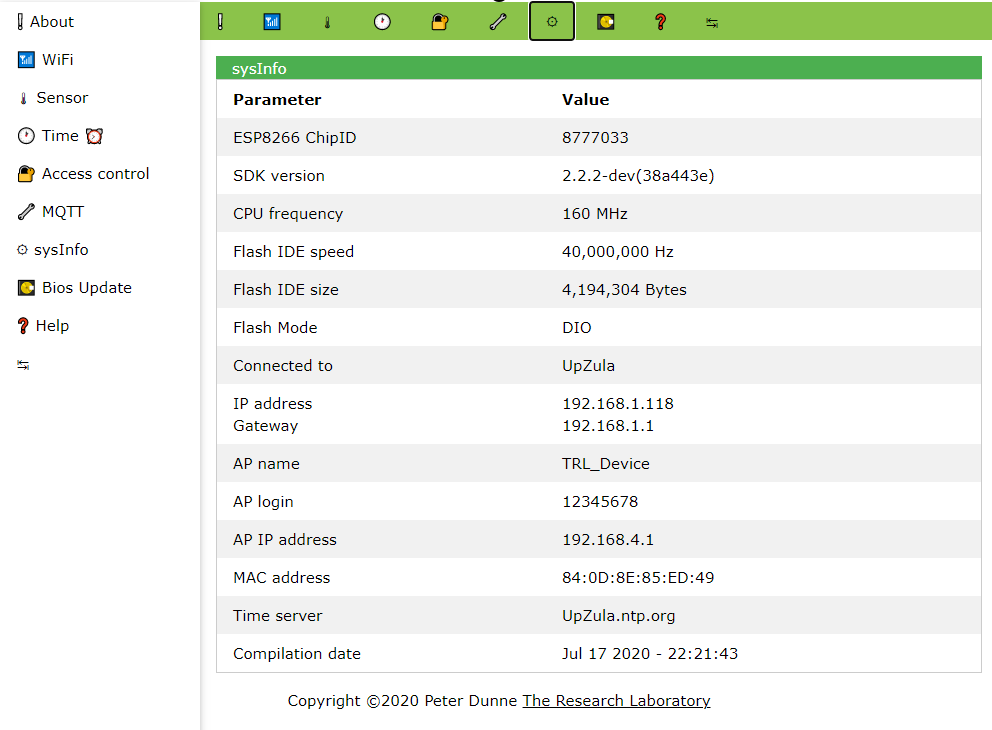 About
WiFi
Sensor
Time
Access control
MQTT
sysInfo
Bios Update
Help
sysInfo
Parameter Value
ESP8266 ChipID 8777033
SDK version 2.2.2-dev(38a443e)
CPU frequency 160 MHz
Flash IDE speed 40,000,000 Hz
Flash IDE size 4,194,304 Bytes
Flash Mode DIO
Connected to UpZula
IP address 192.168.1.118
Gateway 192.168.1.1
AP name TRL_Device
AP login 12345678
AP IP address 192.168.4.1
MAC address 84:0D:8E:85:ED:49
Time server UpZula.ntp.org
Compilation date Jul 17 2020 - 22:21:43
Copyright ©2020 Peter Dunne The Research Laboratory